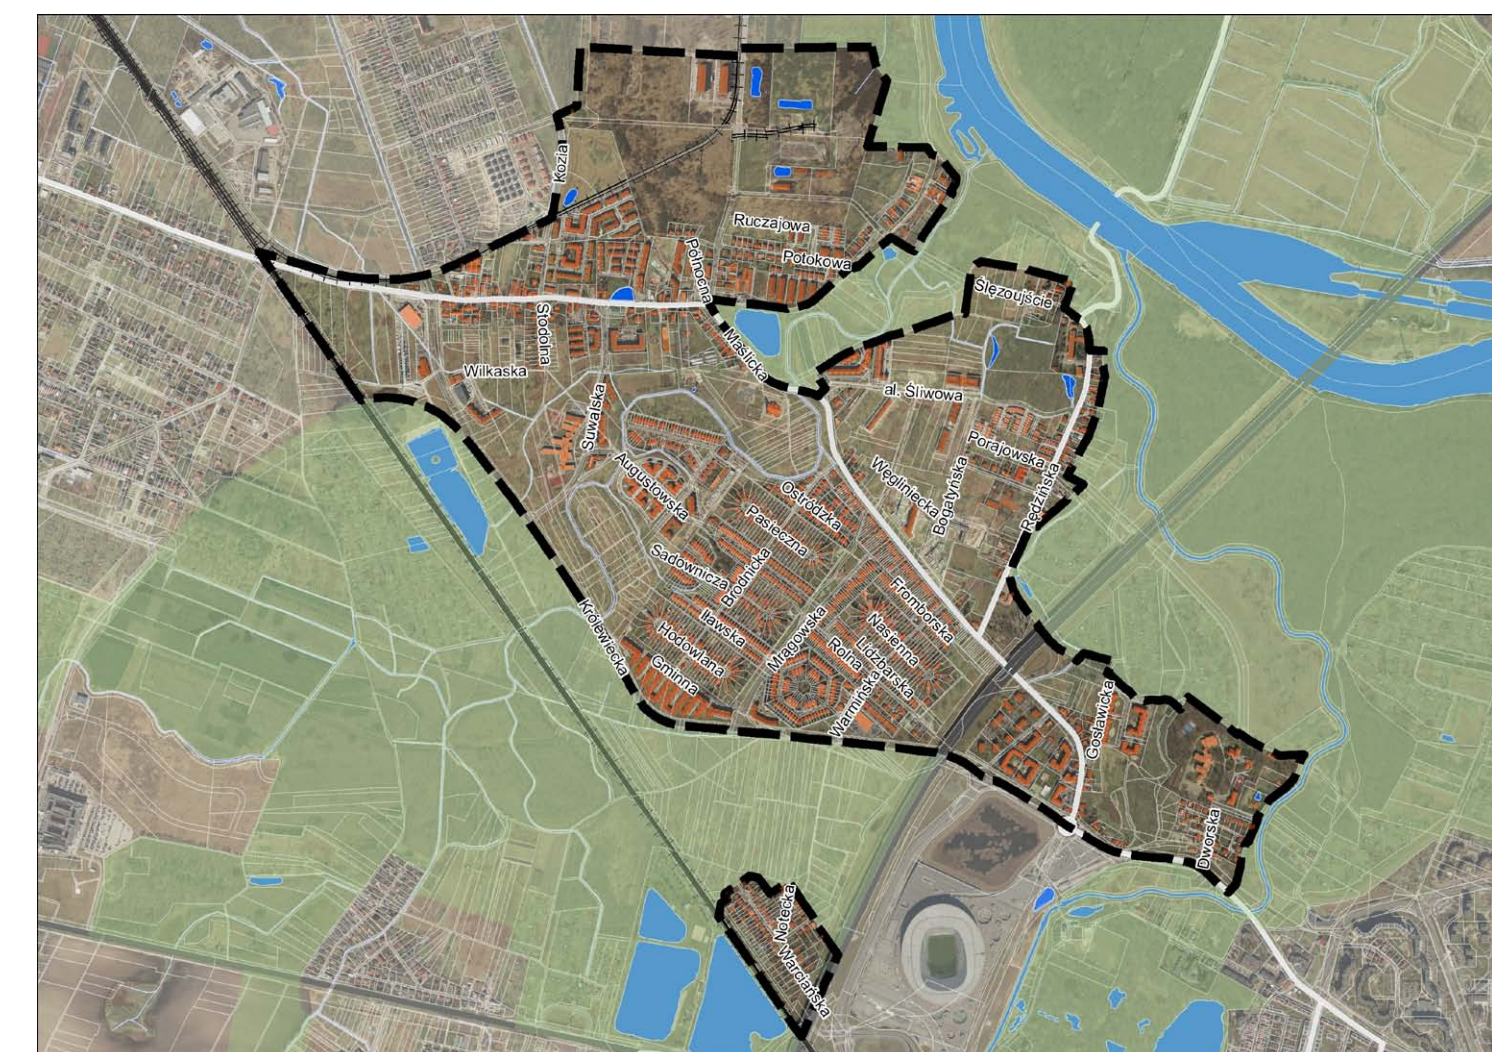 Kozia
Ruczajowa
Potokowa
Północna
Ślęzoujście
Stodolna
Maślicka
Wilkaska
al. Śliwowa
Suwalska
Porajowska
Augustowska
Węgliniecka
Bogatyńska
Rędzińska
Ostródzka
Pasieczna
Sadownicza
Brodnicka
Fromborska
Królewiecka
Iławska
Hodowlana
Gminna
Mrągowska
Nasienna
Rolna
Lidzbarska
Warmińska
Gosławicka
Dworska
Notecka
Warciańska